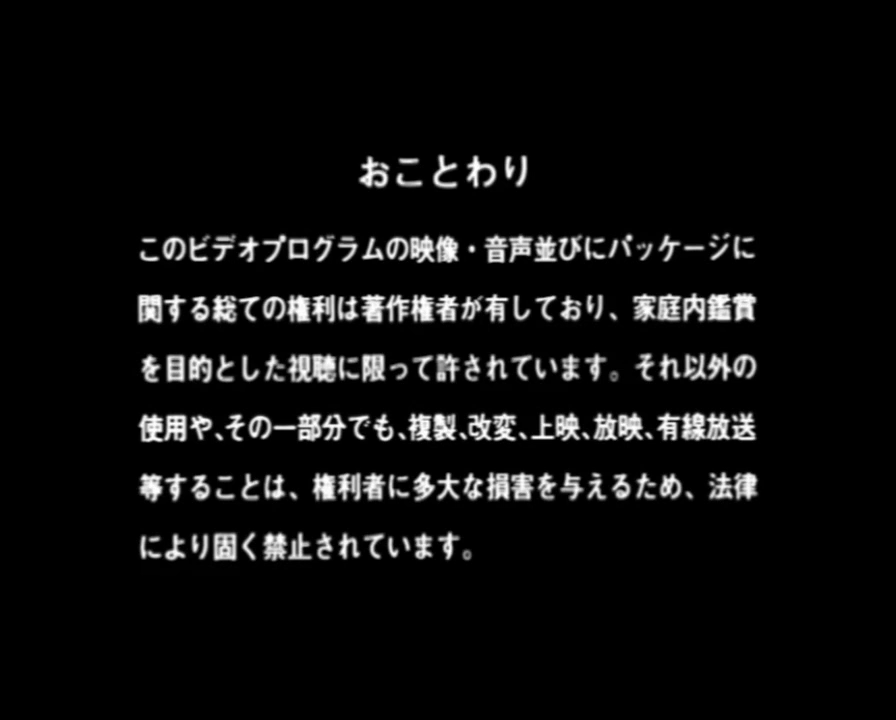 おことわり
このビデオプログラムの映像・音声並びにパッケージに
関する総ての権利は著作権者が有しており、家庭内鑑賞
を目的とした視聴に限って許されています。それ以外の
使用や、その一部分でも、複製、改変、上映、放映、有線放送
等することは、権利者に多大な損害を与えるため、法律
により固く禁止されています。